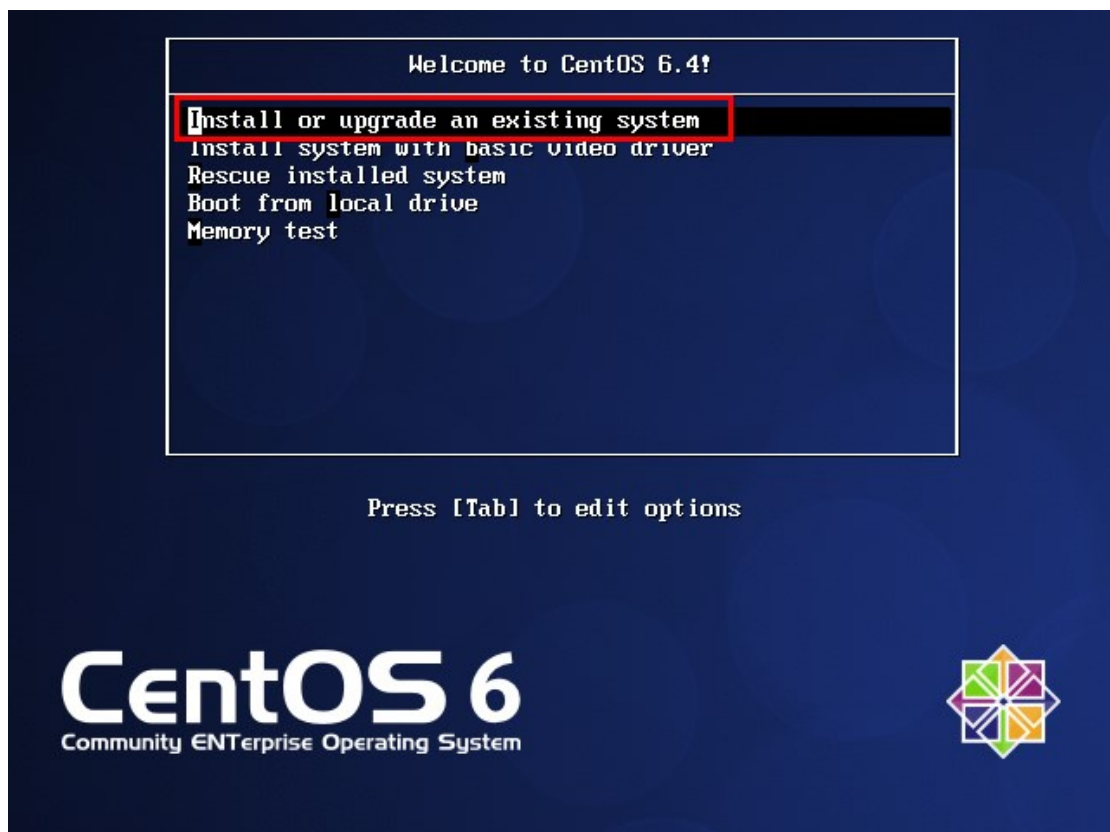 Welcome to CentOS 6.4!
Install or upgrade an existing system
Install system with basic video driver
Rescue installed system
Boot from local drive
Memory test
Press [Tab] to edit options
CentOS 6
Community ENTerprise Operating System